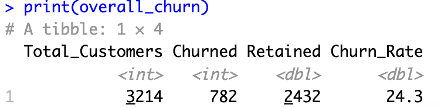 > print(overall_churn)
# A tibble: 1 × 4
Total_Customers Churned Retained Churn_Rate
<int> <int> <dbl> <dbl>
1 3214 782 2432 24.3